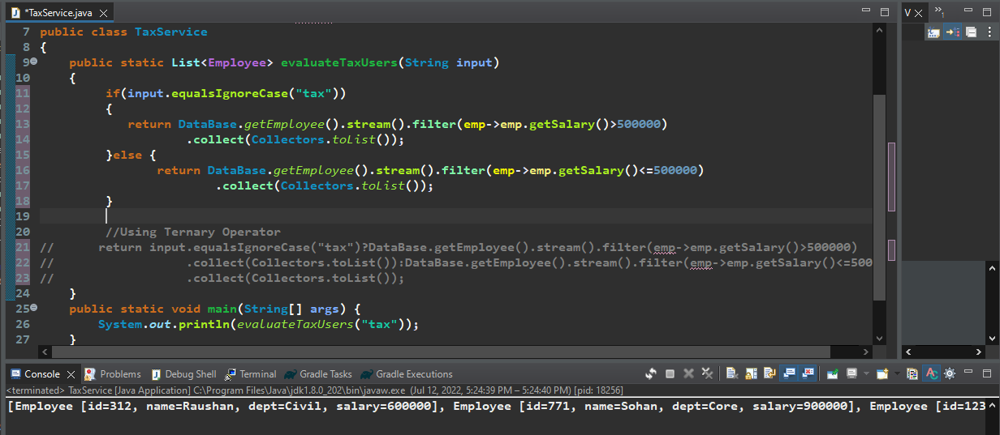 *TaxService.java
V
»1
7 public class TaxService
8 {
9 public static List<Employee> evaluateTaxUsers(String input)
10 {
11 if(input.equalsIgnoreCase("tax"))
12 {
13 return DataBase.getEmployee().stream().filter(emp->emp.getSalary()>500000)
14 .collect(Collectors.toList());
15 }else {
16 return DataBase.getEmployee().stream().filter(emp->emp.getSalary()<=500000)
17 .collect(Collectors.toList());
18 }
19
20 //Using Ternary Operator
21 // return input.equalsIgnoreCase("tax")?DataBase.getEmployee().stream().filter(emp->emp.getSalary()>500000)
22 // .collect(Collectors.toList()):DataBase.getEmployee().stream().filter(emp->emp.getSalary()<=500
23 // .collect(Collectors.toList());
24 }
25 public static void main(String[] args) {
26 System.out.println(evaluateTaxUsers("tax"));
27 }
Console Problems Debug Shell Terminal Gradle Tasks Gradle Executions
<terminated> TaxService [Java Application] C:\Program Files\Java\jdk1.8.0_202\bin\javaw.exe (Jul 12, 2022, 5:24:39 PM – 5:24:40 PM) [pid: 18256]
[Employee [id=312, name=Raushan, dept=Civil, salary=600000], Employee [id=771, name=Sohan, dept=Core, salary=900000], Employee [id=123